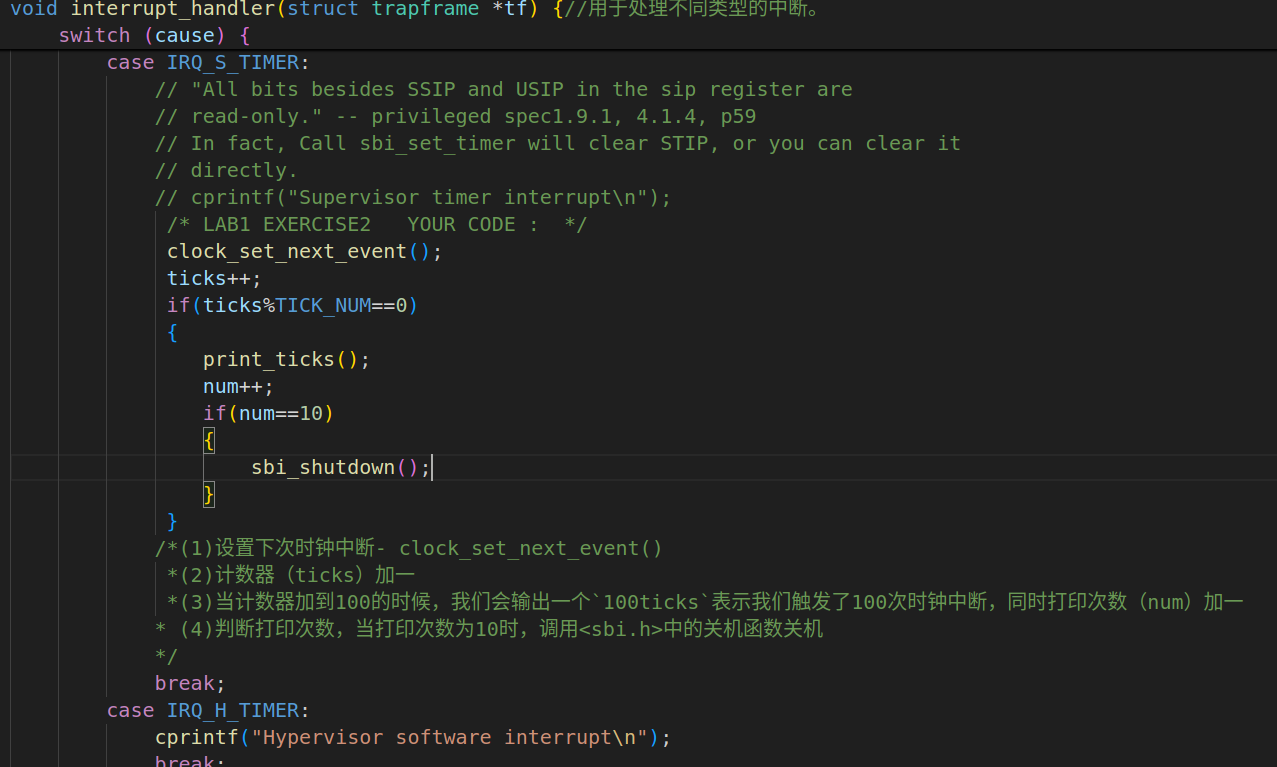 void interrupt_handler(struct trapframe *tf) {//用于处理不同类型的中断。
    switch (cause) {
        case IRQ_S_TIMER:
            // "All bits besides SSIP and USIP in the sip register are
            // read-only." -- privileged spec1.9.1, 4.1.4, p59
            // In fact, Call sbi_set_timer will clear STIP, or you can clear it
            // directly.
            // cprintf("Supervisor timer interrupt\n");
             /* LAB1 EXERCISE2   YOUR CODE :  */
             clock_set_next_event();
             ticks++;
             if(ticks%TICK_NUM==0)
             {
                print_ticks();
                num++;
                if(num==10)
                {
                    sbi_shutdown();
                }
             }
            /*(1)设置下次时钟中断- clock_set_next_event()
             *(2)计数器（ticks）加一
             *(3)当计数器加到100的时候，我们会输出一个`100ticks`表示我们触发了100次时钟中断，同时打印次数（num）加一
            * (4)判断打印次数，当打印次数为10时，调用<sbi.h>中的关机函数关机
            */
            break;
        case IRQ_H_TIMER:
            cprintf("Hypervisor software interrupt\n");
            break;